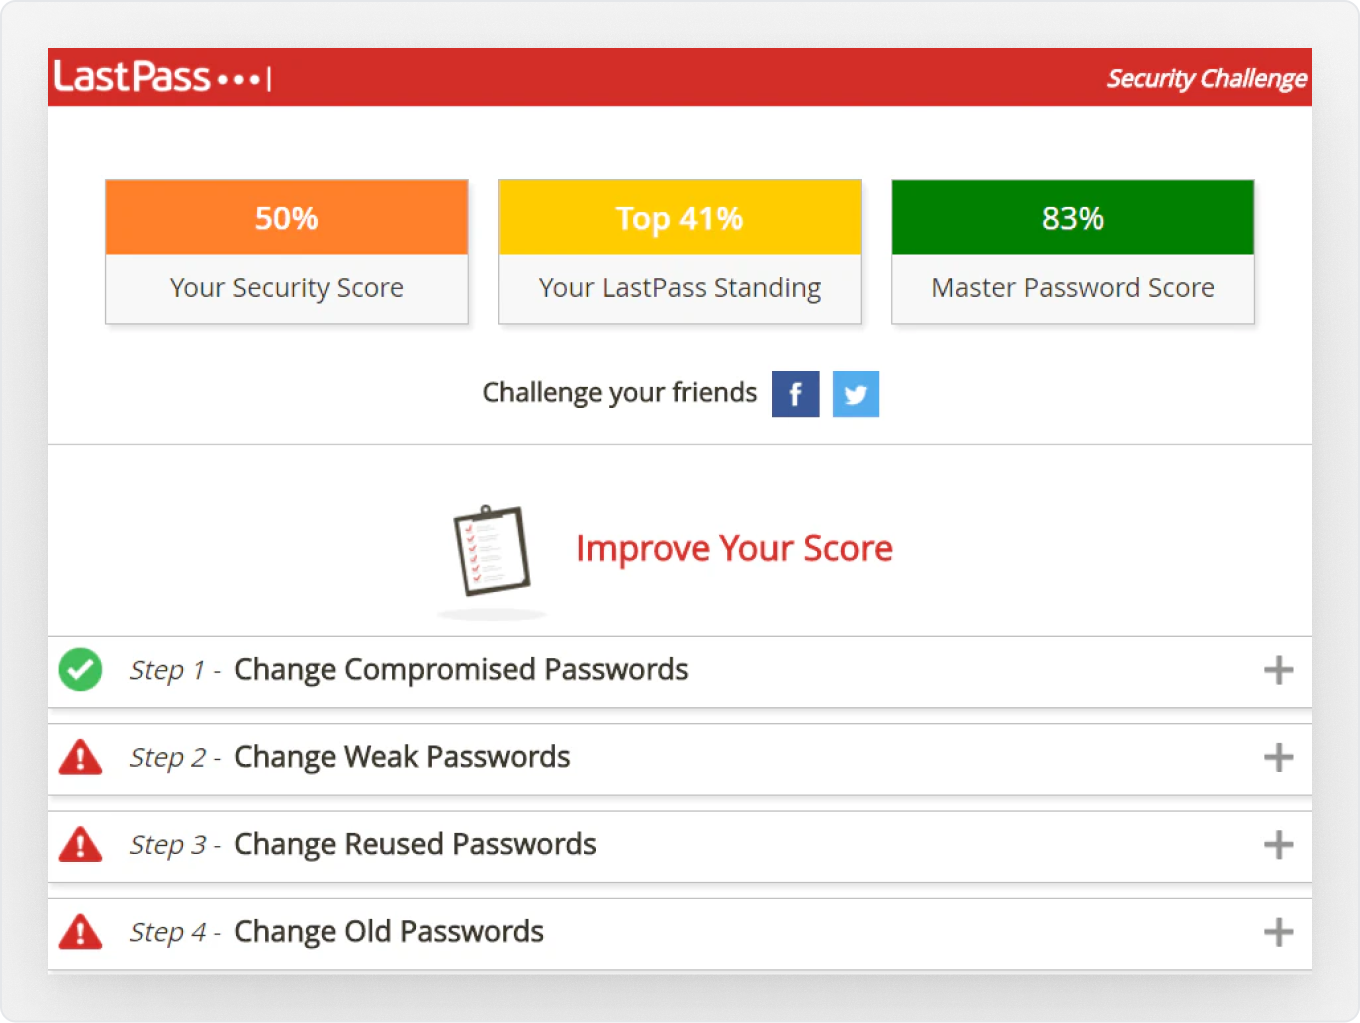 LastPass •••|
Security Challenge
50%
Your Security Score
Top 41%
Your LastPass Standing
83%
Master Password Score
Challenge your friends
Improve Your Score
Step 1 - Change Compromised Passwords
Step 2 - Change Weak Passwords
Step 3 - Change Reused Passwords
Step 4 - Change Old Passwords